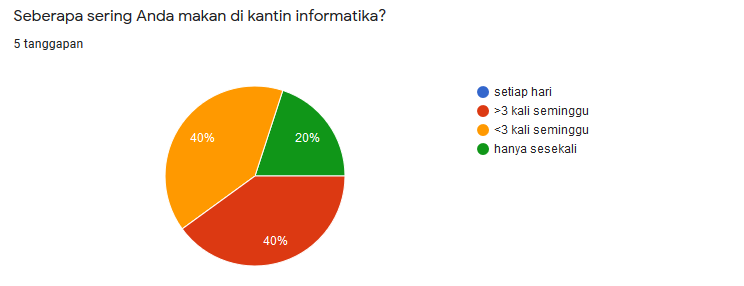 Seberapa sering Anda makan di kantin informatika?
5 tanggapan
setiap hari
>3 kali seminggu
<3 kali seminggu
hanya sesekali
40%
20%
40%